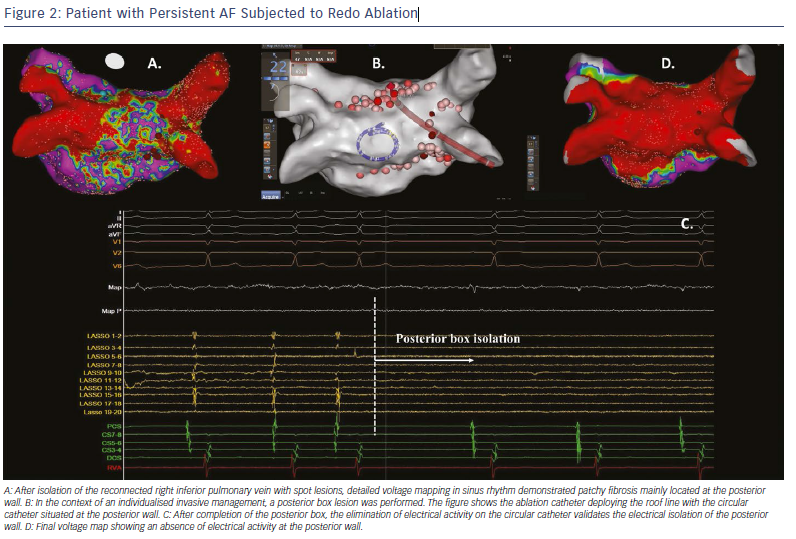 Figure 2: Patient with Persistent AF Subjected to Redo Ablation
A.
B.
D.
22
Acquire
C.
II
aVR
aVF
V1
V2
V6
Map
Map P
LASSO 1-2
LASSO 3-4
LASSO 5-6
LASSO 7-8
LASSO 9-10
LASSO 11-12
LASSO 13-14
LASSO 15-16
LASSO 17-18
Lasso 19-20
PCS
CS7-8
CS5-6
CS3-4
DCS
RVA
Posterior box isolation
A: After isolation of the reconnected right inferior pulmonary vein with spot lesions, detailed voltage mapping in sinus rhythm demonstrated patchy fibrosis mainly located at the posterior
wall. B: In the context of an individualised invasive management, a posterior box lesion was performed. The figure shows the ablation catheter deploying the roof line with the circular
catheter situated at the posterior wall. C: After completion of the posterior box, the elimination of electrical activity on the circular catheter validates the electrical isolation of the posterior
wall. D: Final voltage map showing an absence of electrical activity at the posterior wall.